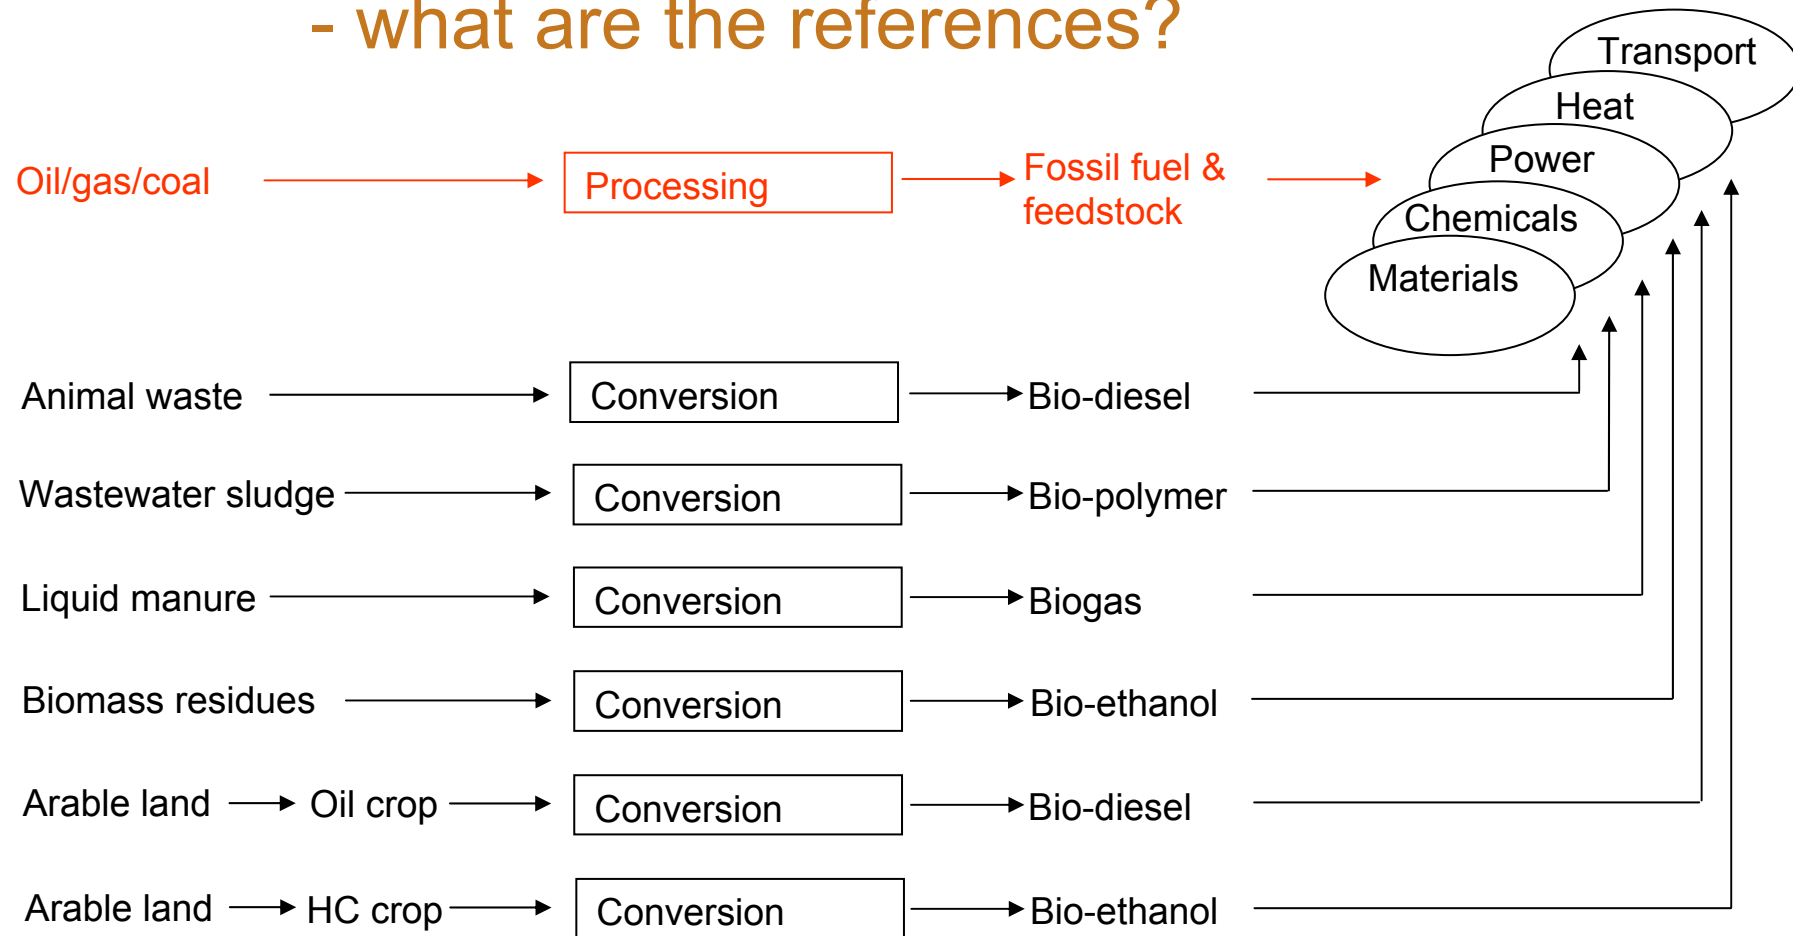 - what are the references?
Transport
Heat
Power
Chemicals
Materials
Oil/gas/coal
Processing
Fossil fuel &
feedstock
Animal waste
Conversion
Bio-diesel
Wastewater sludge
Conversion
Bio-polymer
Liquid manure
Conversion
Biogas
Biomass residues
Conversion
Bio-ethanol
Arable land
Oil crop
Conversion
Bio-diesel
Arable land
HC crop
Conversion
Bio-ethanol